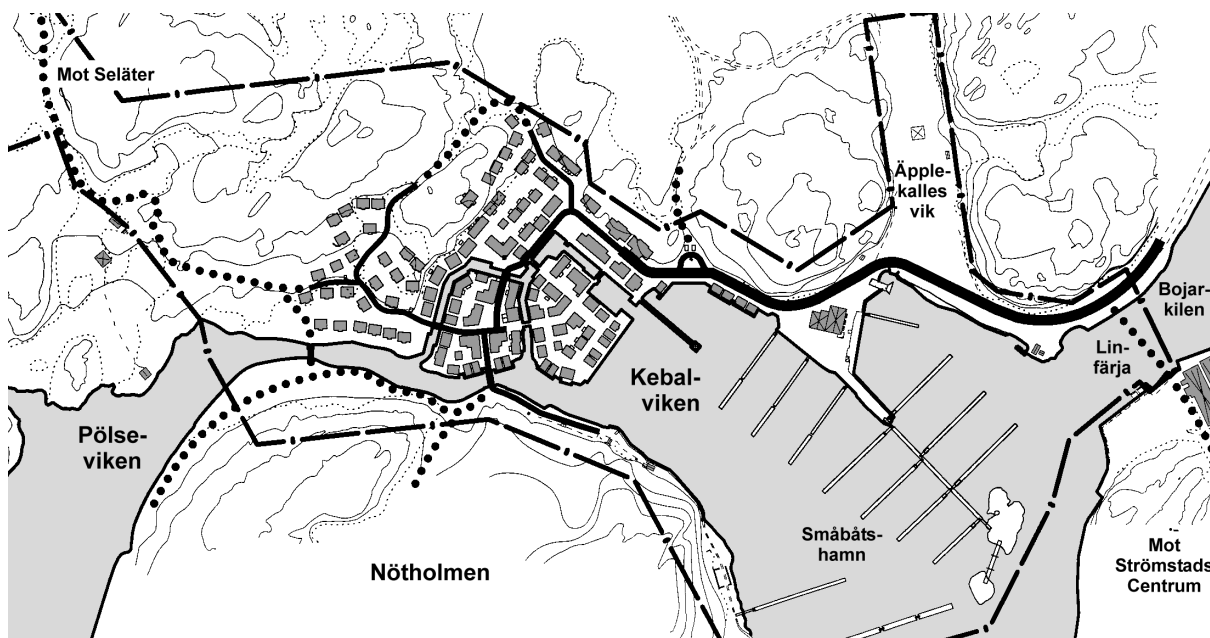 Mot Seläter
Äpple-
kalles
vik
Bojar-
kilen
Lin-
färja
Kebal-
viken
Pölse-
viken
Småbåts-
hamn
Nötholmen
Mot
Strömstads
Centrum